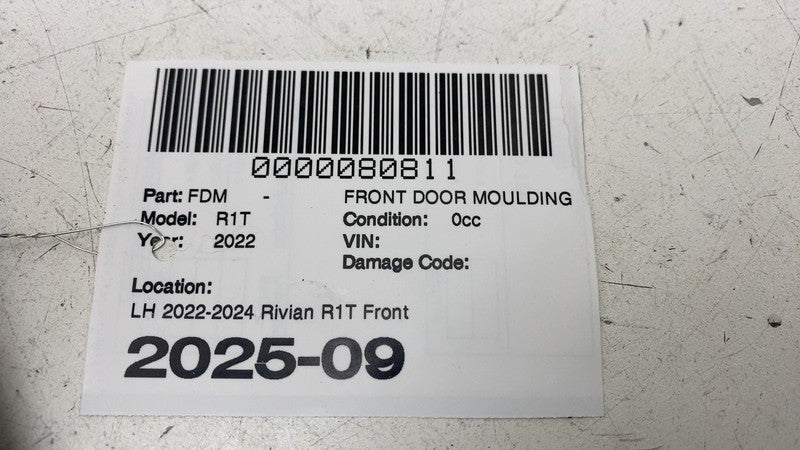 0000080811
Part: FDM - FRONT DOOR MOULDING
Model: R1T Condition: 0cc
Year: 2022 VIN:
Damage Code:
Location:
LH 2022-2024 Rivian R1T Front
2025-09